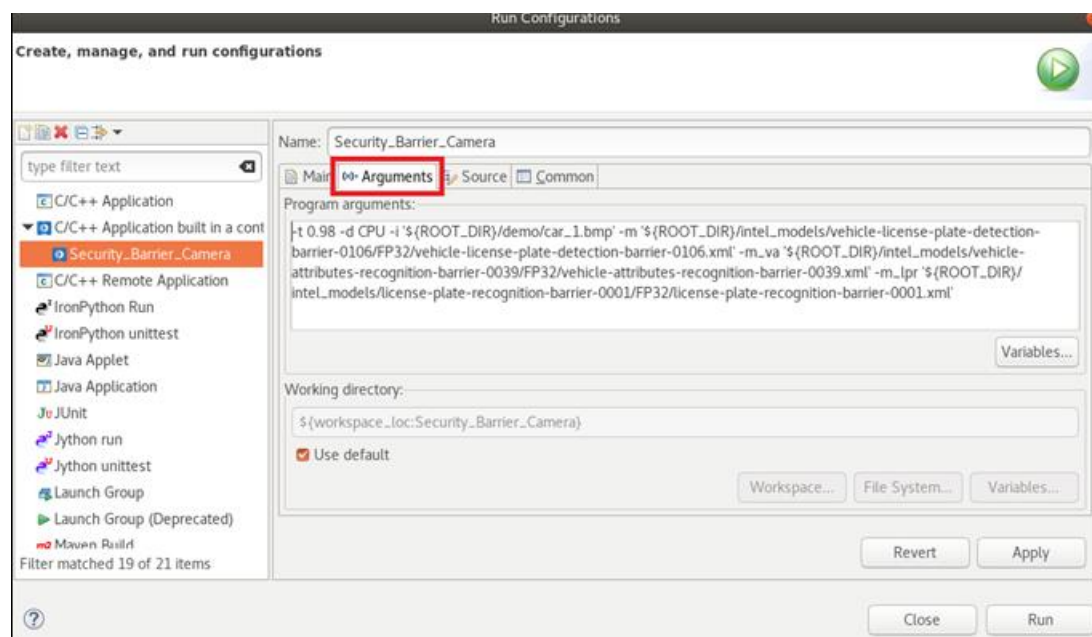 Run Configurations
Create, manage, and run configurations
type filter text
C/C++ Application
C/C++ Application built in a cont
Security_Barrier_Camera
C/C++ Remote Application
IronPython Run
IronPython unittest
Java Applet
Java Application
JUnit
Jython run
Jython unittest
Launch Group
Launch Group (Deprecated)
Maven Build
Filter matched 19 of 21 items
Name: Security_Barrier_Camera
Main Arguments Source Common
Program arguments:
-t 0.98 -d CPU -i '${ROOT_DIR}/demo/car_1.bmp' -m '${ROOT_DIR}/intel_models/vehicle-license-plate-detection-
barrier-0106/FP32/vehicle-license-plate-detection-barrier-0106.xml' -m_va '${ROOT_DIR}/intel_models/vehicle-
attributes-recognition-barrier-0039/FP32/vehicle-attributes-recognition-barrier-0039.xml' -m_lpr '${ROOT_DIR}/
intel_models/license-plate-recognition-barrier-0001/FP32/license-plate-recognition-barrier-0001.xml'
Variables...
Working directory:
${workspace_loc:Security_Barrier_Camera}
Use default
Workspace... File System... Variables...
Revert Apply
Close Run